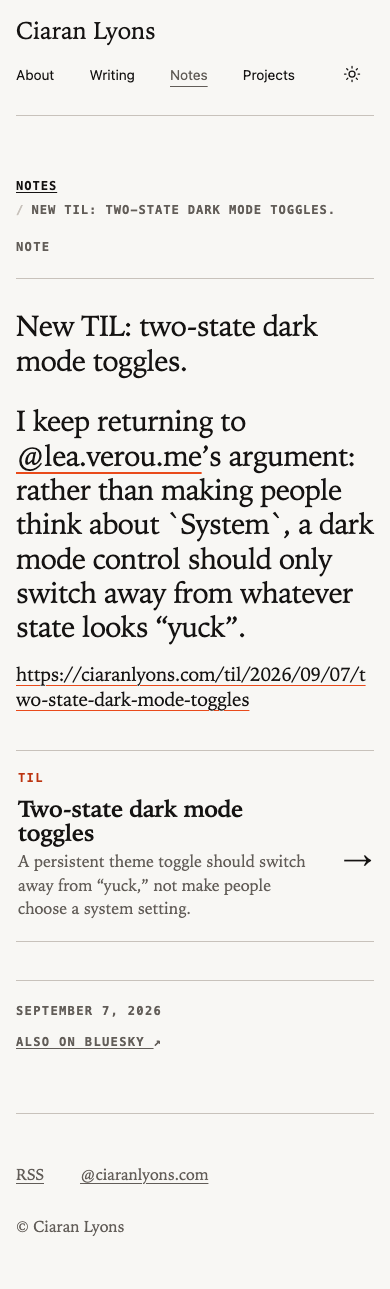 Ciaran Lyons
About Writing Notes Projects
NOTES
/ NEW TIL: TWO-STATE DARK MODE TOGGLES.
NOTE
New TIL: two-state dark
mode toggles.
I keep returning to
@lea.verou.me’s argument:
rather than making people
think about `System`, a dark
mode control should only
switch away from whatever
state looks “yuck”.
https://ciaranlyons.com/til/2026/09/07/t
wo-state-dark-mode-toggles
TIL
Two-state dark mode
toggles
A persistent theme toggle should switch
away from “yuck,” not make people
choose a system setting.
→
SEPTEMBER 7, 2026
ALSO ON BLUESKY ↗
RSS @ciaranlyons.com
© Ciaran Lyons